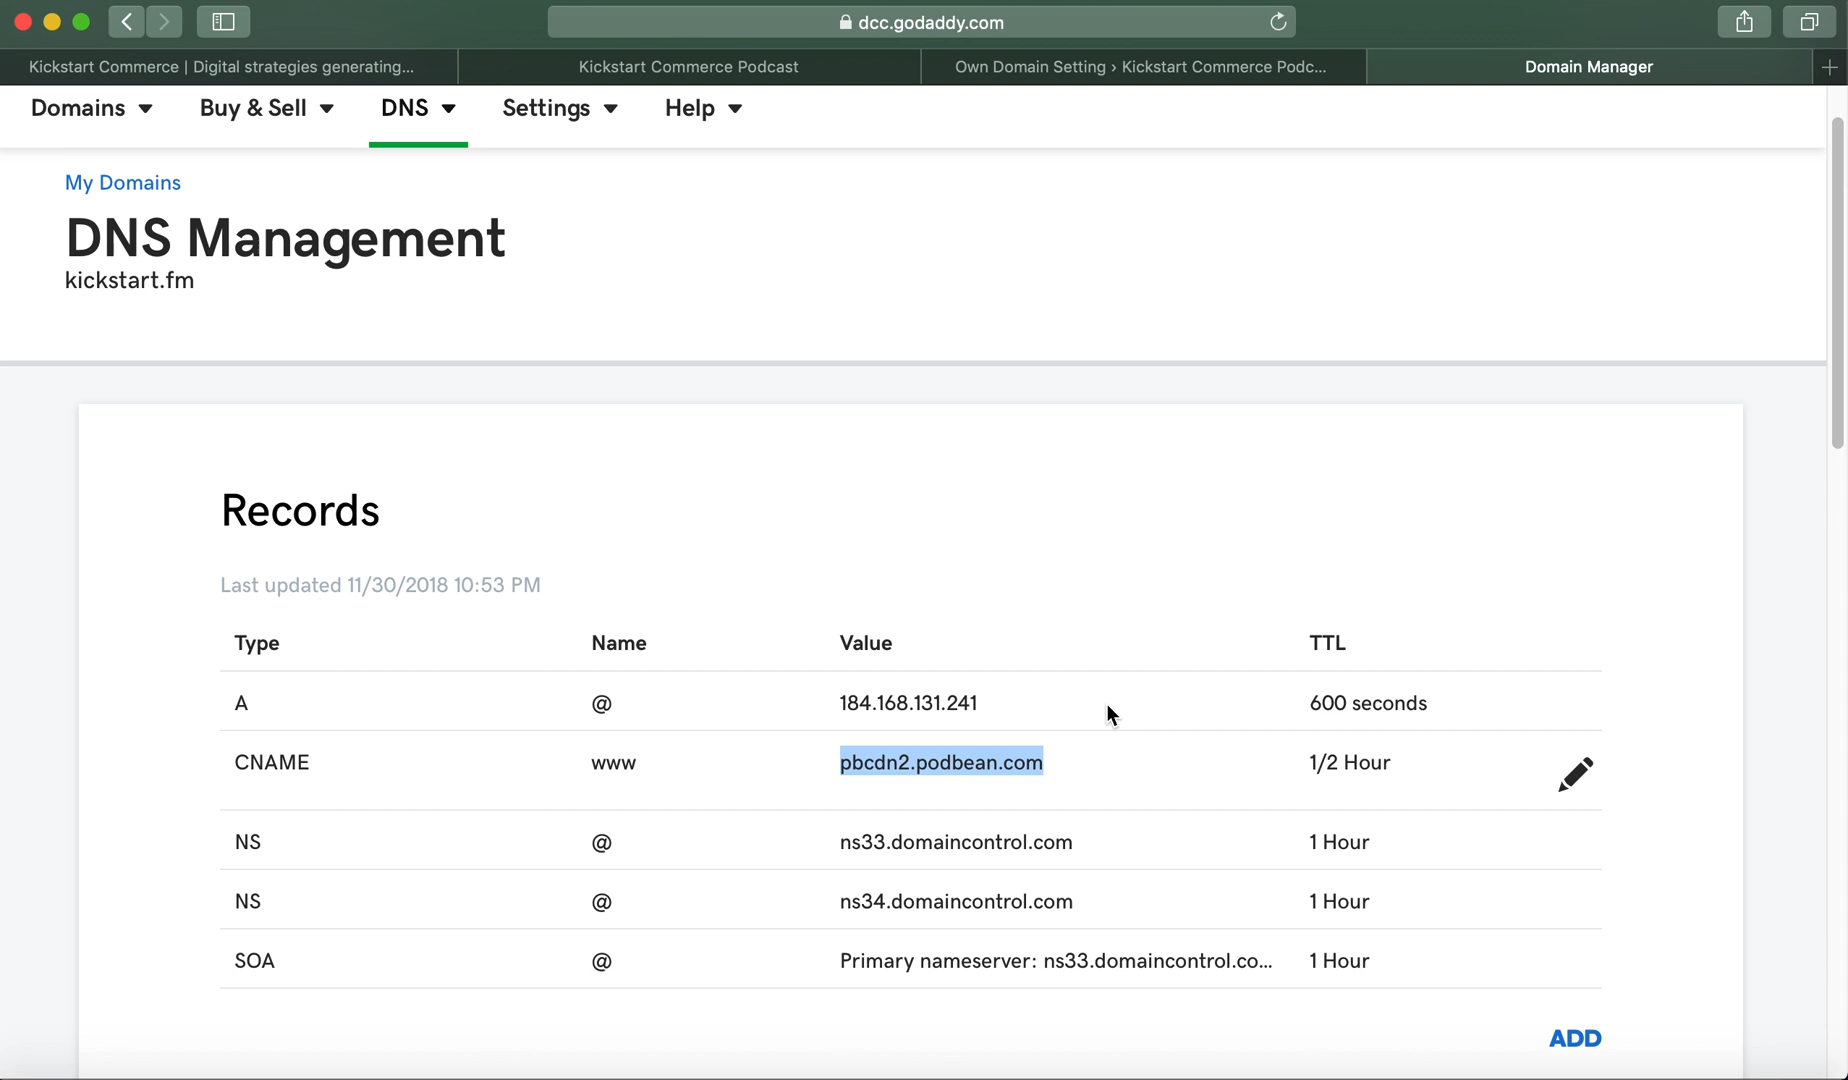 dcc.godaddy.com
Kickstart Commerce | Digital strategies generating...
Kickstart Commerce Podcast
Own Domain Setting › Kickstart Commerce Podc...
Domain Manager
Domains
Buy & Sell
DNS
Settings
Help
My Domains
DNS Management
kickstart.fm
Records
Last updated 11/30/2018 10:53 PM
Type Name Value TTL
A @ 184.168.131.241 600 seconds
CNAME www pbcdn2.podbean.com 1/2 Hour
NS @ ns33.domaincontrol.com 1 Hour
NS @ ns34.domaincontrol.com 1 Hour
SOA @ Primary nameserver: ns33.domaincontrol.co... 1 Hour
ADD